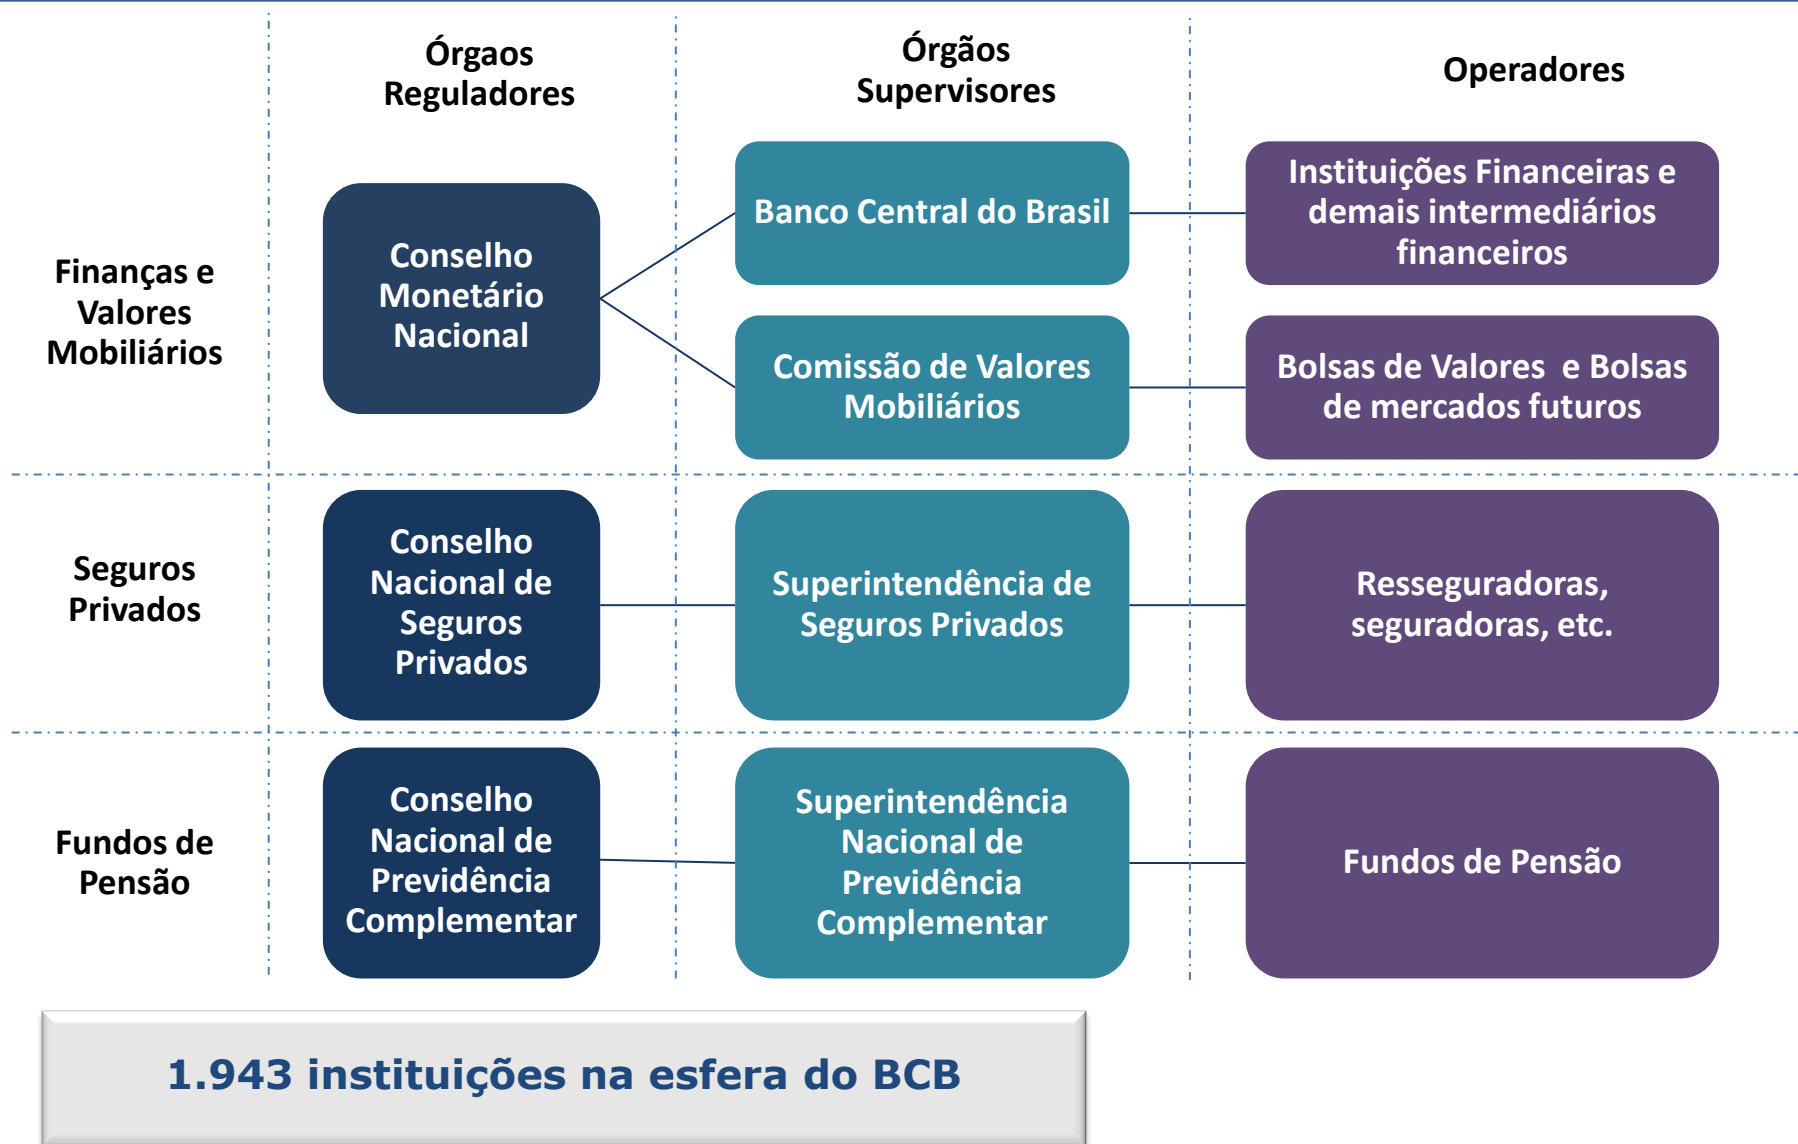 Órgaos
Reguladores
Órgãos
Supervisores
Operadores
Finanças e
Valores
Mobiliários
Conselho
Monetário
Nacional
Banco Central do Brasil
Instituições Financeiras e
demais intermediários
financeiros
Comissão de Valores
Mobiliários
Bolsas de Valores  e Bolsas
de mercados futuros
Seguros
Privados
Conselho
Nacional de
Seguros
Privados
Superintendência de
Seguros Privados
Resseguradoras,
seguradoras, etc.
Fundos de
Pensão
Conselho
Nacional de
Previdência
Complementar
Superintendência
Nacional de
Previdência
Complementar
Fundos de Pensão
1.943 instituições na esfera do BCB